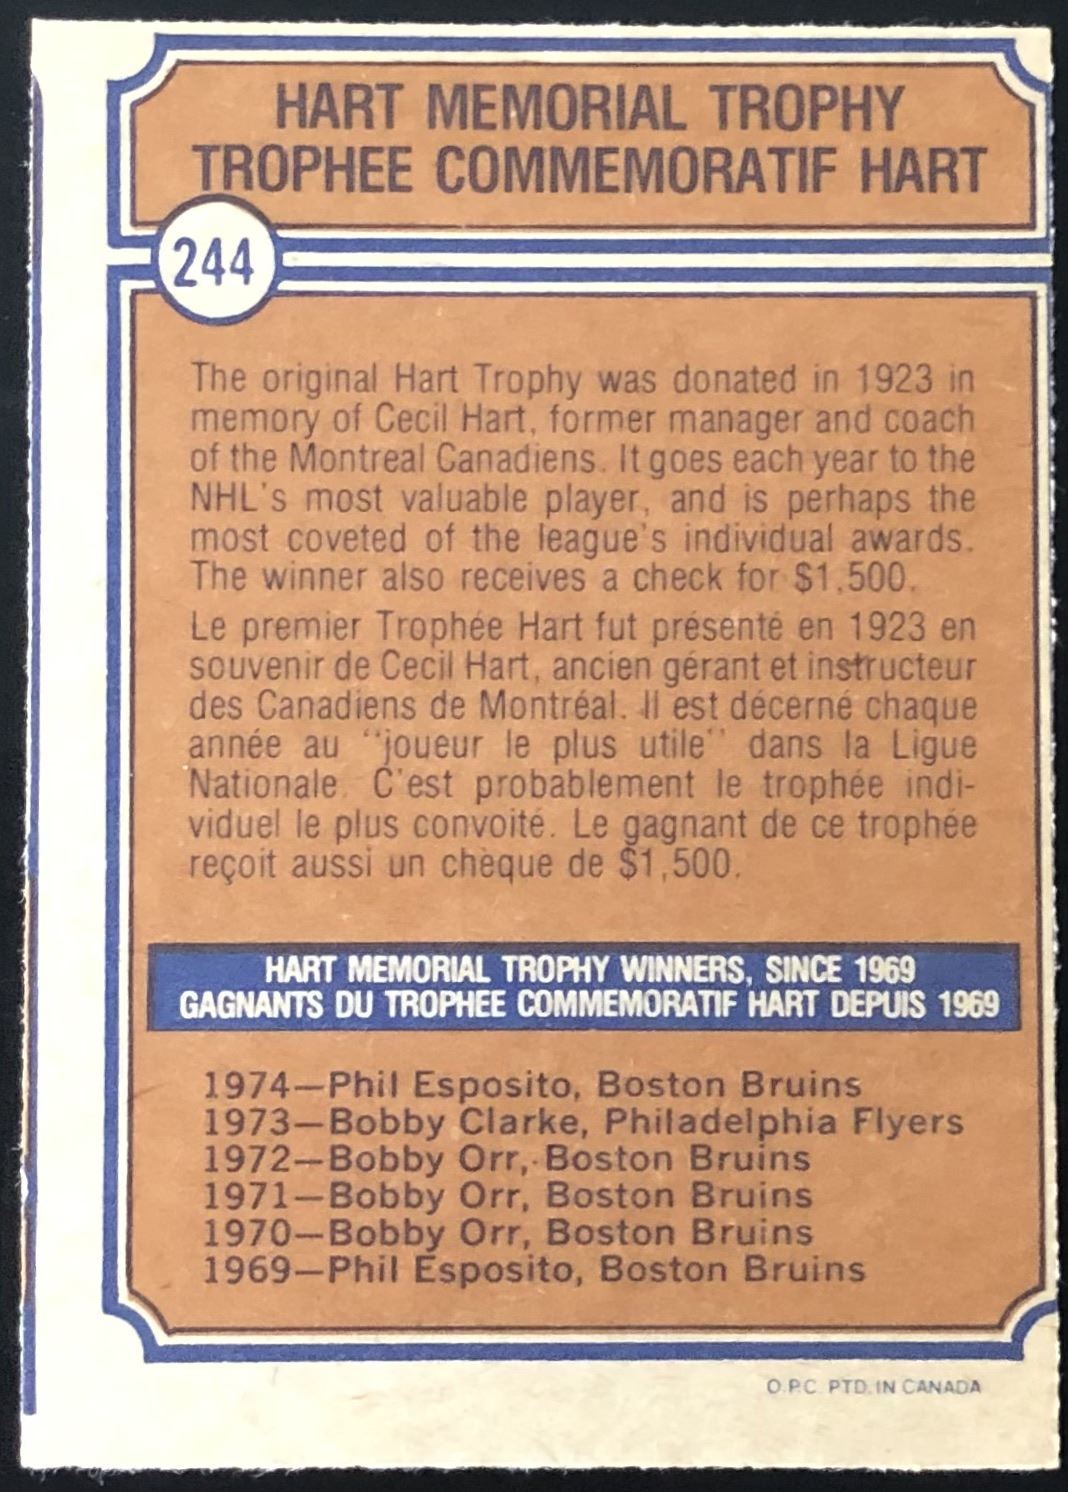 HART MEMORIAL TROPHY
TROPHEE COMMEMORATIF HART
244
The original Hart Trophy was donated in 1923 in
memory of Cecil Hart, former manager and coach
of the Montreal Canadiens. It goes each year to the
NHL's most valuable player, and is perhaps the
most coveted of the league's individual awards.
The winner also receives a check for $1,500.
Le premier Trophée Hart fut présenté en 1923 en
souvenir de Cecil Hart, ancien gérant et instructeur
des Canadiens de Montréal. Il est décerné chaque
année au "joueur le plus utile" dans la Ligue
Nationale. C'est probablement le trophée indi-
viduel le plus convoité. Le gagnant de ce trophée
reçoit aussi un chèque de $1,500.
HART MEMORIAL TROPHY WINNERS, SINCE 1969
GAGNANTS DU TROPHEE COMMEMORATIF HART DEPUIS 1969
1974—Phil Esposito, Boston Bruins
1973—Bobby Clarke, Philadelphia Flyers
1972—Bobby Orr, Boston Bruins
1971—Bobby Orr, Boston Bruins
1970—Bobby Orr, Boston Bruins
1969—Phil Esposito, Boston Bruins
O.P.C. PTD. IN CANADA